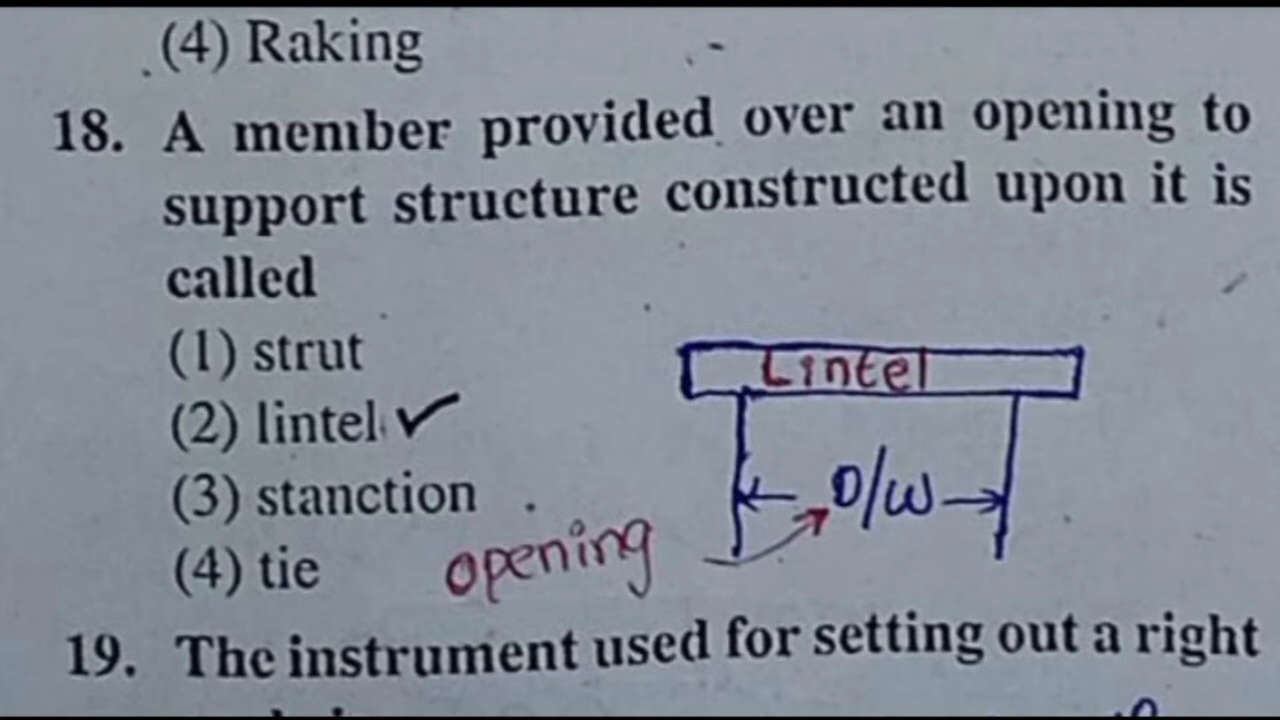 (4) Raking
18. A member provided over an opening to
support structure constructed upon it is
called
(1) strut
(2) lintel ✓
(3) stanction
(4) tie
Lintel
D/W
opening
19. The instrument used for setting out a right